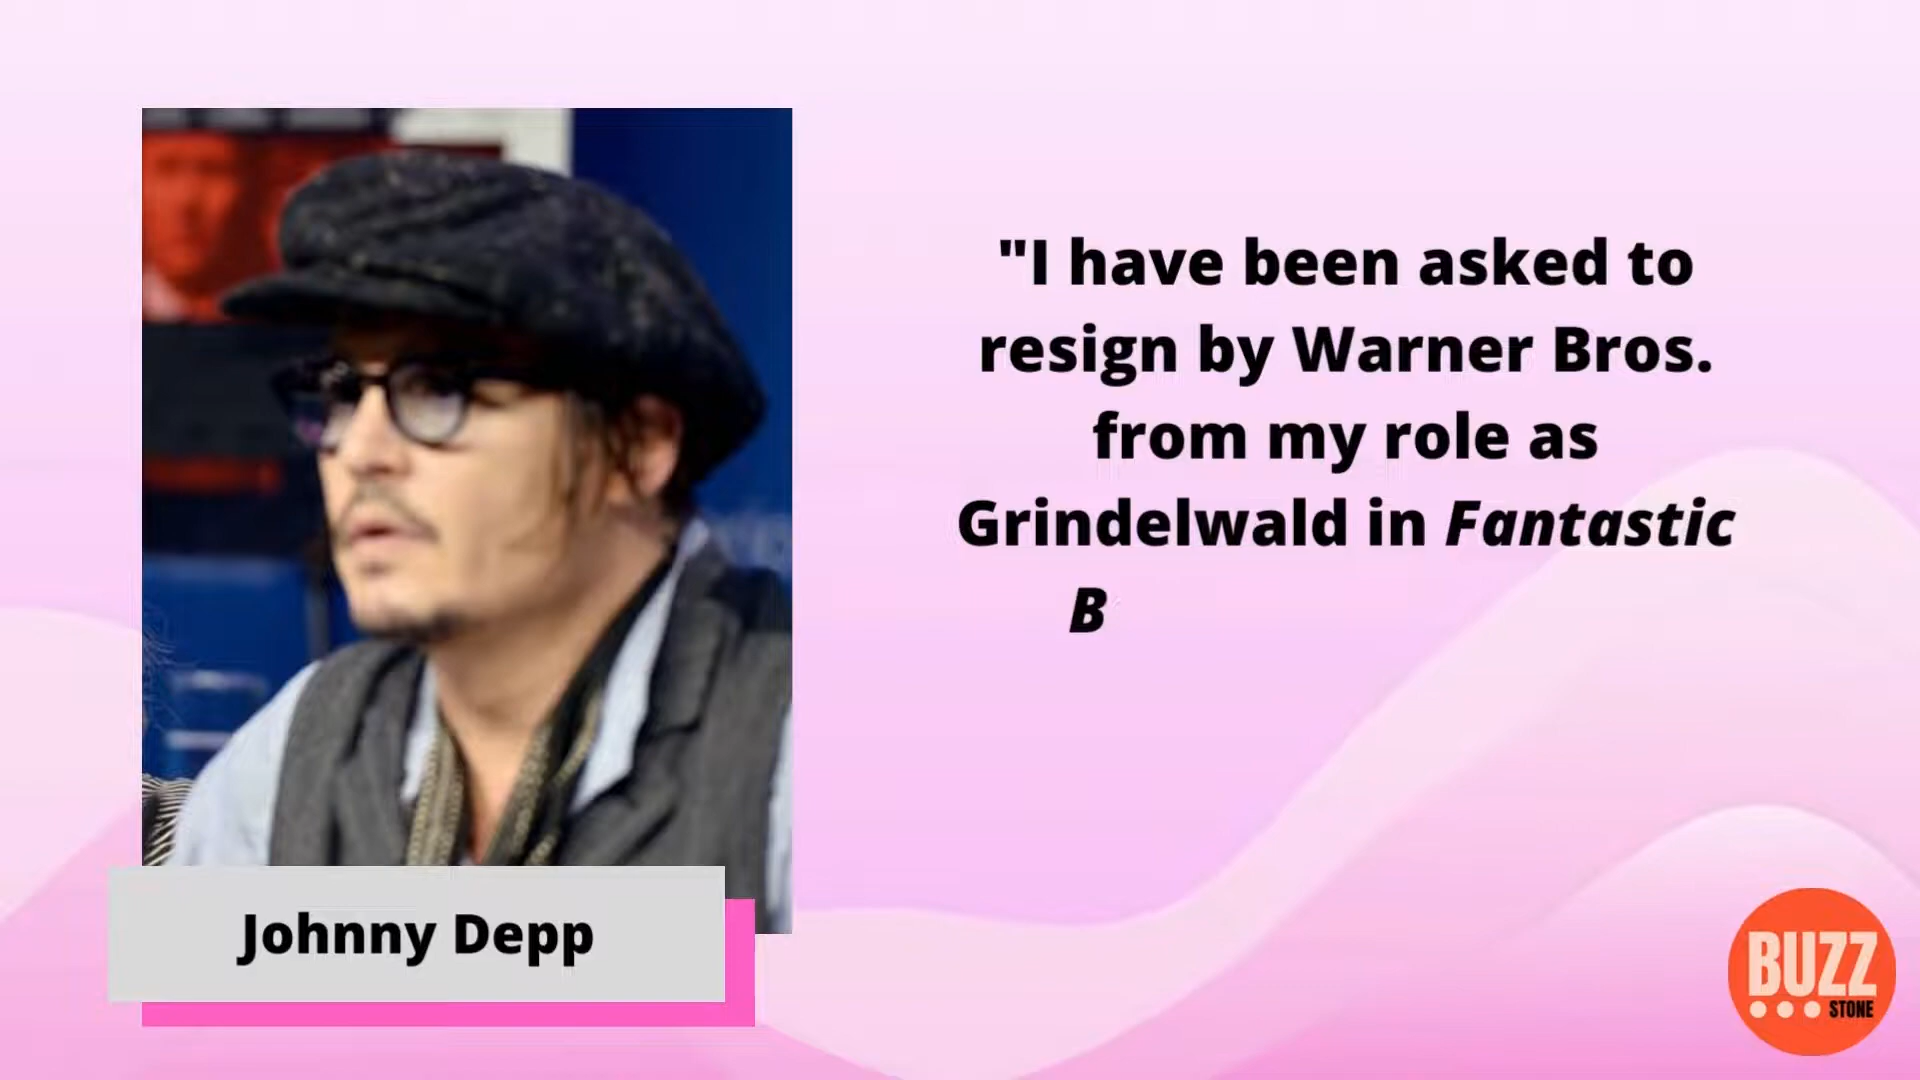 "I have been asked to
resign by Warner Bros.
from my role as
Grindelwald in Fantastic
B
Johnny Depp
BUZZ
STONE